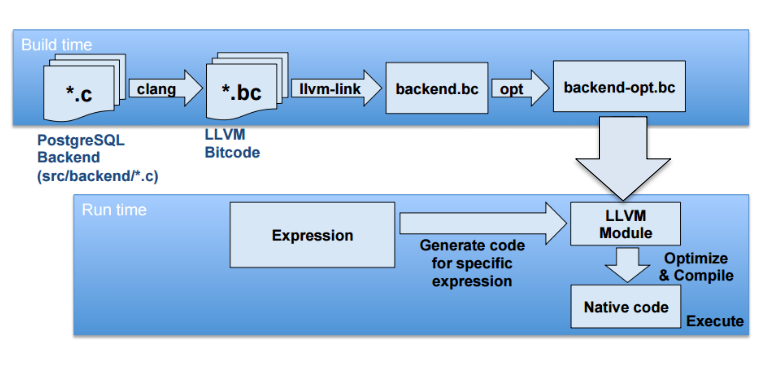 Build time
*.c
clang
*.bc
llvm-link
backend.bc
opt
backend-opt.bc
PostgreSQL
Backend
(src/backend/*.c)
LLVM
Bitcode
Run time
Expression
Generate code
for specific
expression
LLVM
Module
Optimize
& Compile
Native code
Execute